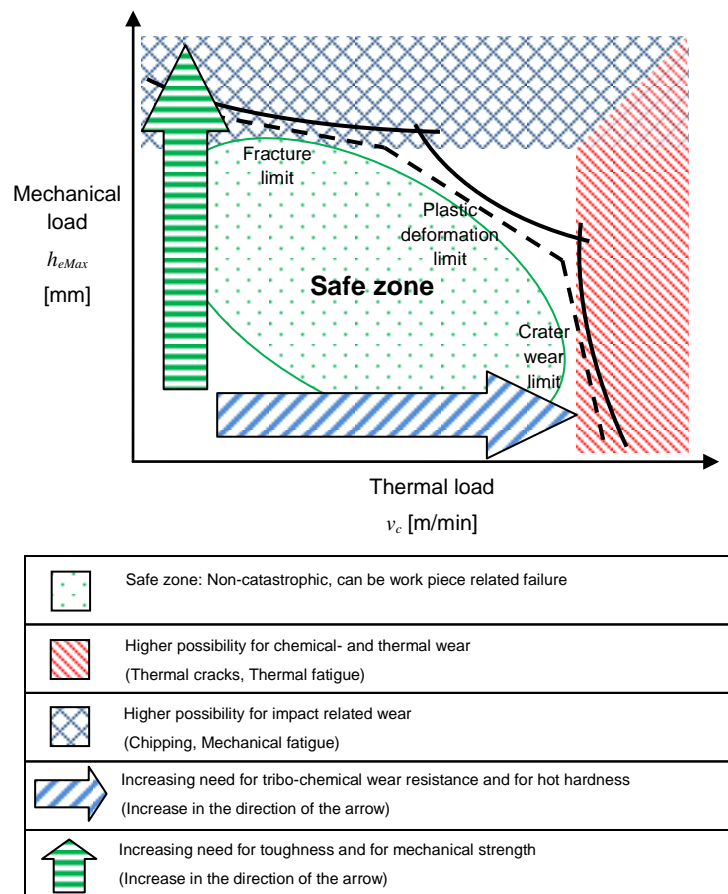 Mechanical
load
h_eMax
[mm]
Fracture
limit
Plastic
deformation
limit
Safe zone
Crater
wear
limit
Thermal load
v_c [m/min]
Safe zone: Non-catastrophic, can be work piece related failure
Higher possibility for chemical- and thermal wear
(Thermal cracks, Thermal fatigue)
Higher possibility for impact related wear
(Chipping, Mechanical fatigue)
Increasing need for tribo-chemical wear resistance and for hot hardness
(Increase in the direction of the arrow)
Increasing need for toughness and for mechanical strength
(Increase in the direction of the arrow)